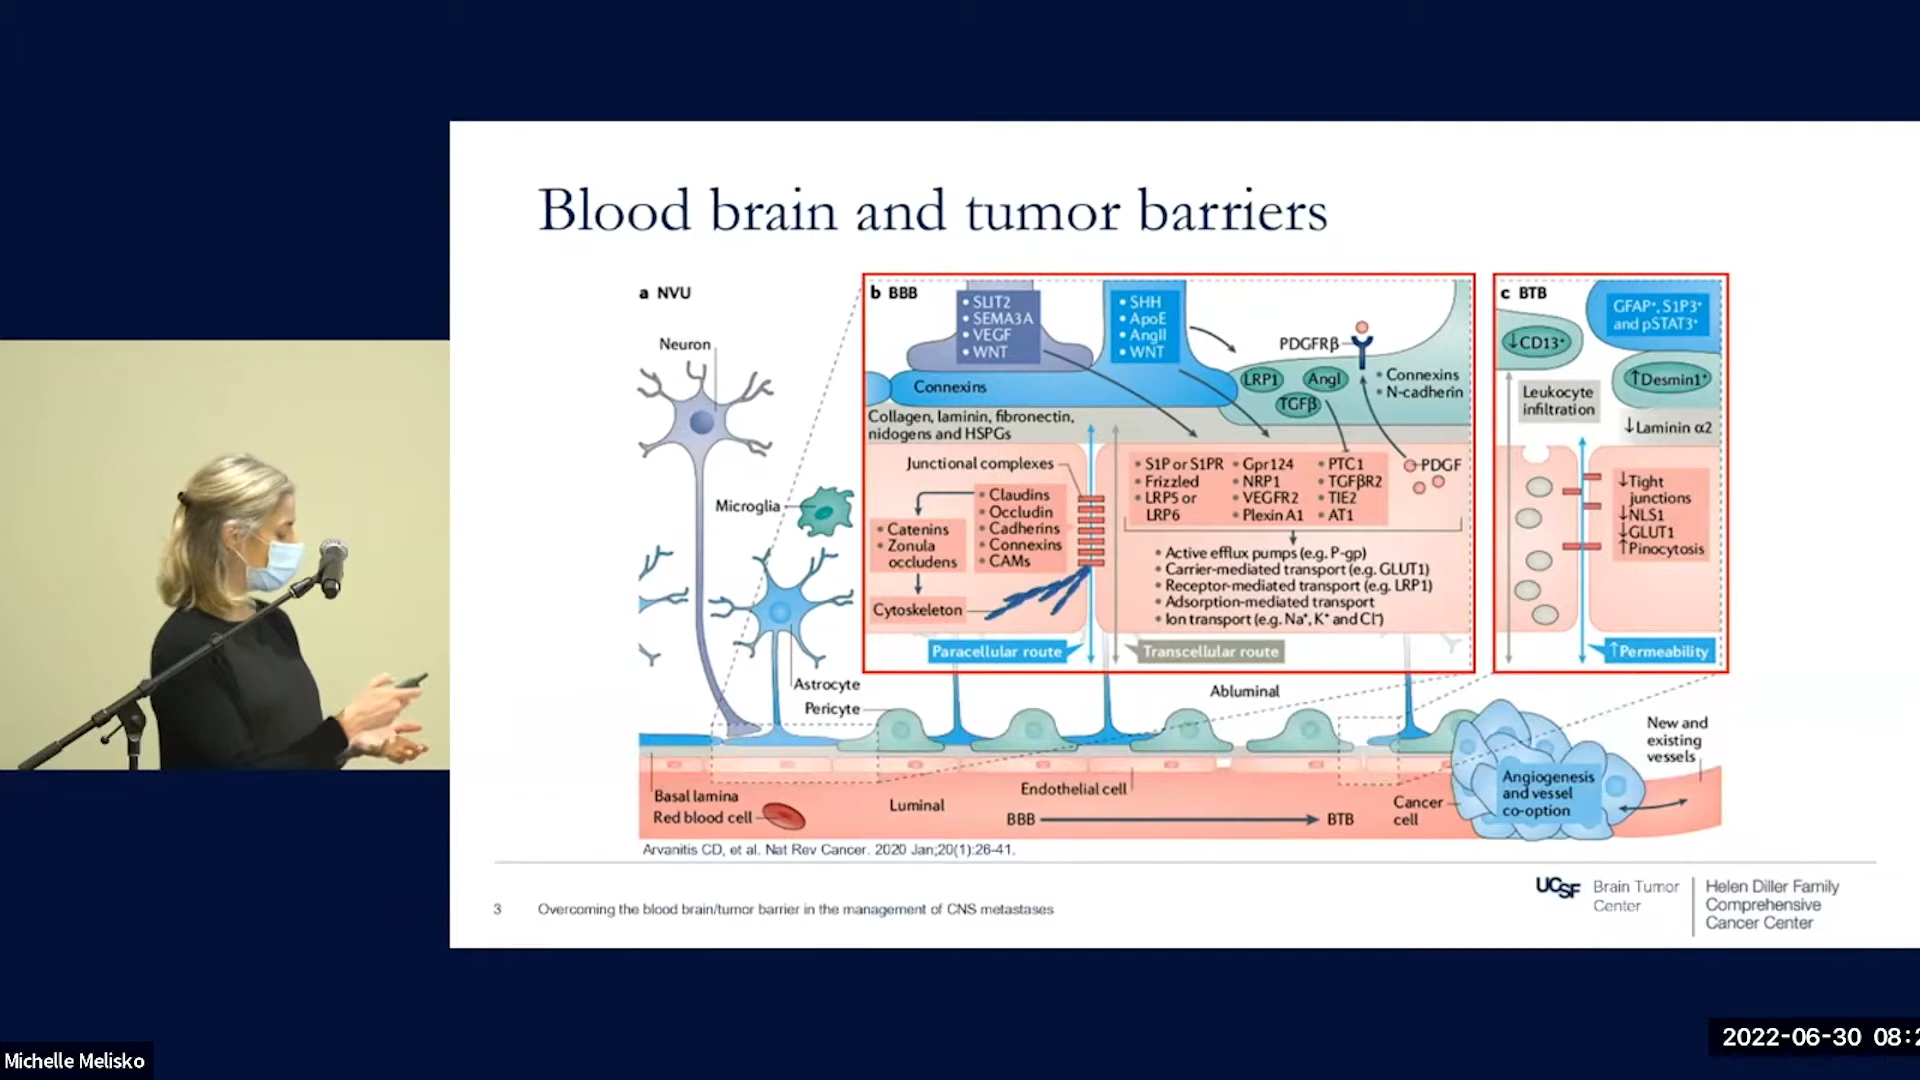 Blood brain and tumor barriers
a NVU
Neuron
Microglia
Astrocyte
Pericyte
b BBB
• SLIT2
• SEMA3A
• VEGF
• WNT
• SHH
• ApoE
• AngII
• WNT
Connexins
PDGFRβ
LRP1
AngI
TGFβ
• Connexins
• N-cadherin
Collagen, laminin, fibronectin,
nidogens and HSPGs
Junctional complexes
• Claudins
• Occludin
• Cadherins
• Connexins
• CAMs
• Catenins
• Zonula
occludens
Cytoskeleton
• S1P or S1PR
• Frizzled
• LRP5 or
LRP6
• Gpr124
• NRP1
• VEGFR2
• Plexin A1
• PTC1
• TGFβR2
• TIE2
• AT1
PDGF
• Active efflux pumps (e.g. P-gp)
• Carrier-mediated transport (e.g. GLUT1)
• Receptor-mediated transport (e.g. LRP1)
• Adsorption-mediated transport
• Ion transport (e.g. Na⁺, K⁺ and Cl⁻)
Paracellular route
Transcellular route
c BTB
GFAP⁺, S1P3⁺
and pSTAT3⁺
↓CD13⁺
↑Desmin1⁺
Leukocyte
infiltration
↓Laminin α2
↓Tight
junctions
↓NLS1
↓GLUT1
↑Pinocytosis
↑Permeability
Abluminal
New and
existing
vessels
Angiogenesis
and vessel
co-option
Basal lamina
Red blood cell
Luminal
Endothelial cell
BBB
BTB
Cancer
cell
Arvanitis CD, et al. Nat Rev Cancer. 2020 Jan;20(1):26-41.
3 Overcoming the blood brain/tumor barrier in the management of CNS metastases
UCSF
Brain Tumor
Center
Helen Diller Family
Comprehensive
Cancer Center
Michelle Melisko
2022-06-30 08:2